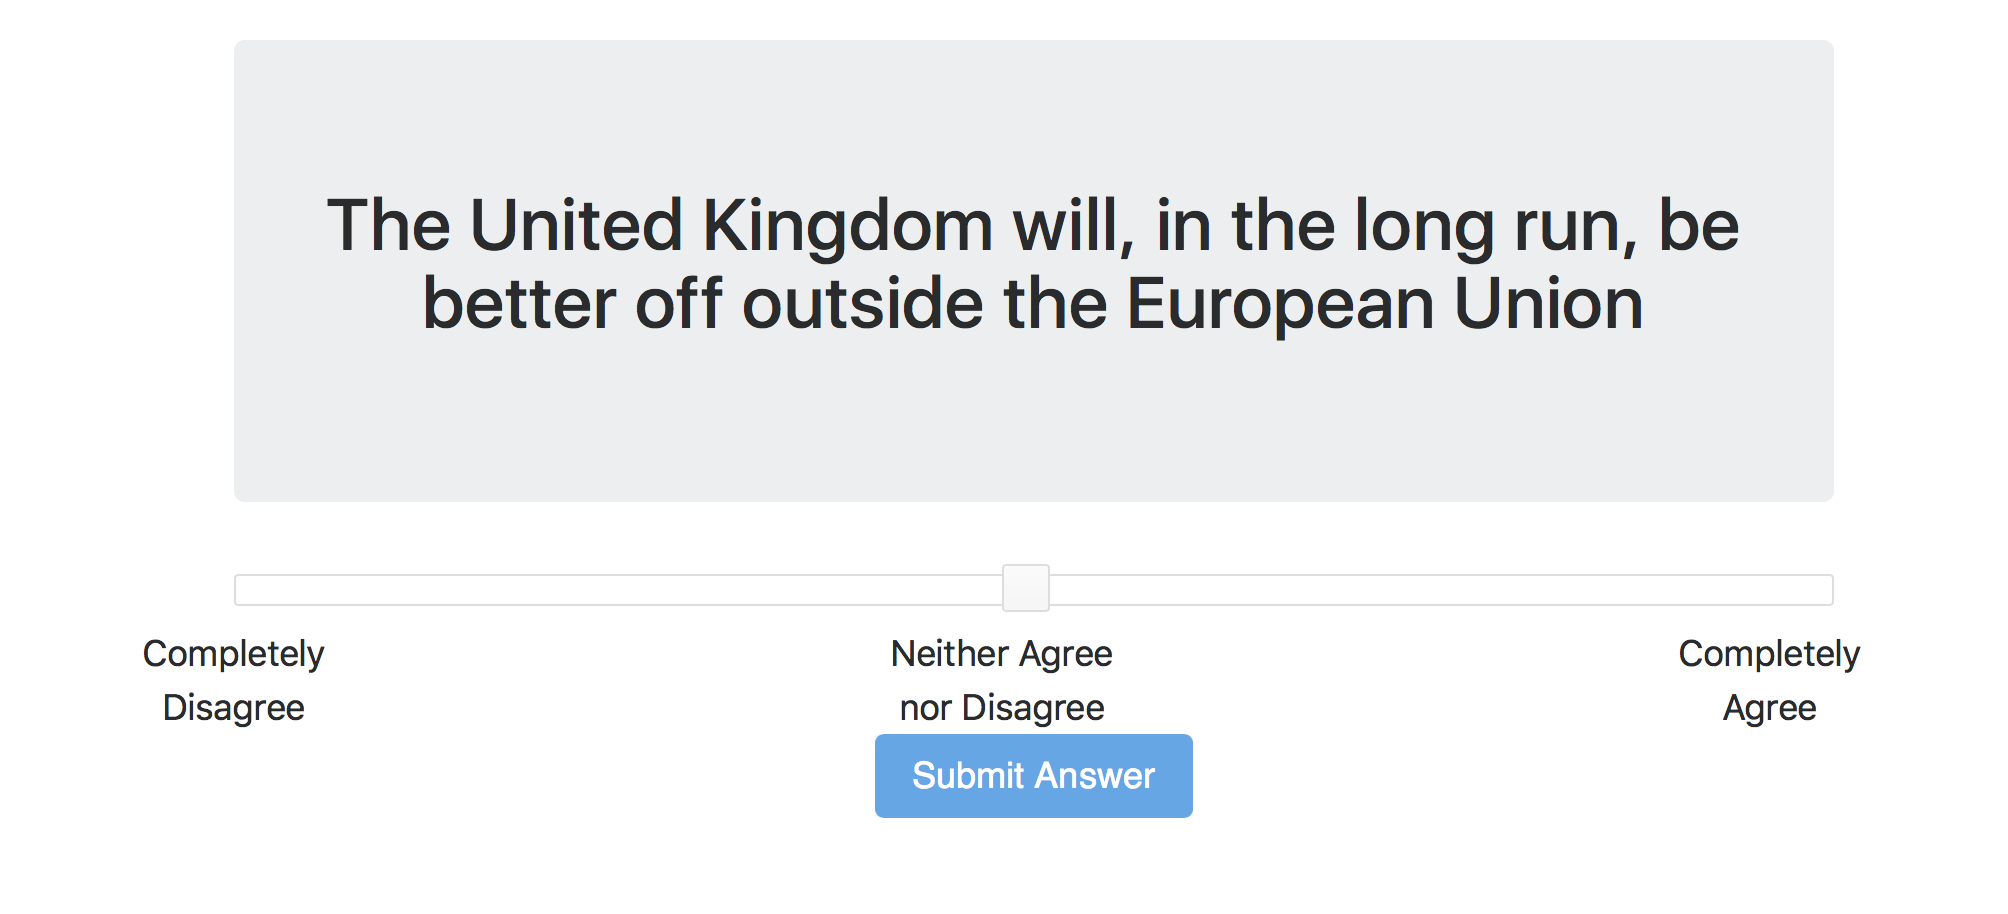 The United Kingdom will, in the long run, be
better off outside the European Union
Completely
Disagree
Neither Agree
nor Disagree
Completely
Agree
Submit Answer